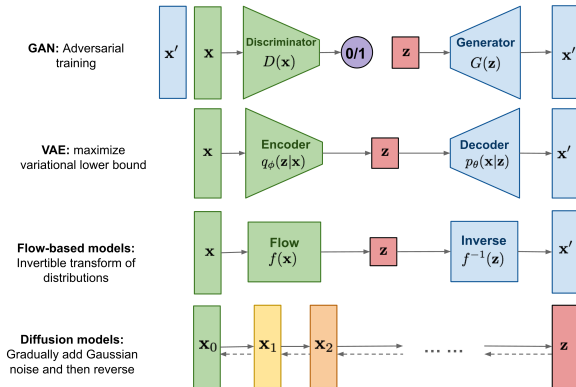 GAN: Adversarial
training
x′
x
Discriminator
D(x)
0/1
z
Generator
G(z)
x′
VAE: maximize
variational lower bound
x
Encoder
qϕ(z|x)
z
Decoder
pθ(x|z)
x′
Flow-based models:
Invertible transform of
distributions
x
Flow
f(x)
z
Inverse
f⁻¹(z)
x′
Diffusion models:
Gradually add Gaussian
noise and then reverse
x₀
x₁
x₂
... ...
z